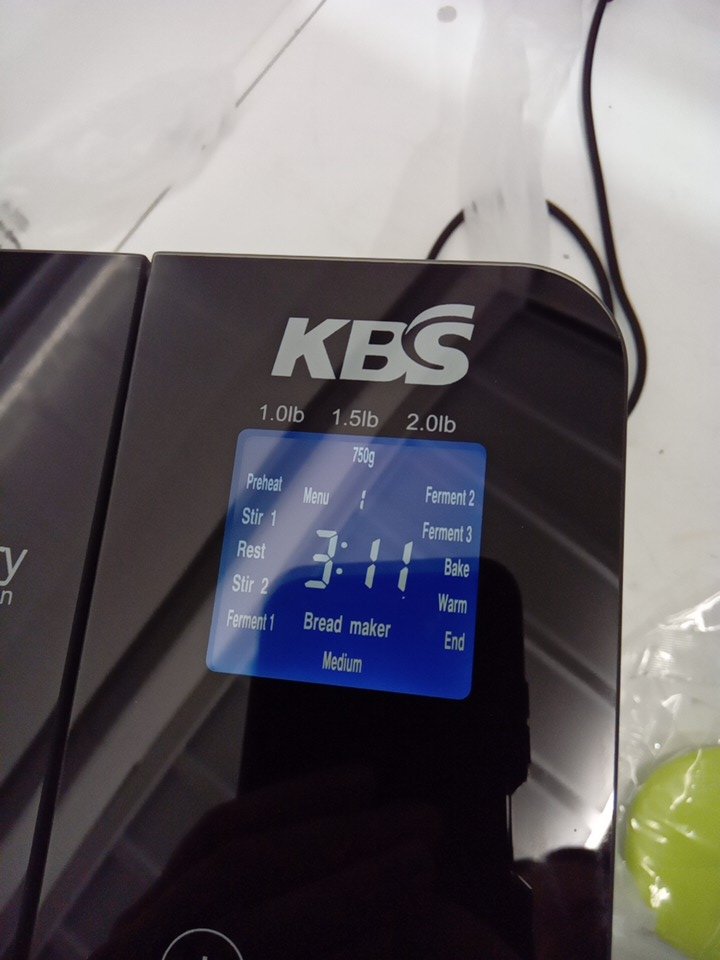 KBS
1.0lb 1.5lb 2.0lb
750g
Preheat
Stir 1
Rest
Stir 2
Ferment 1
Menu 1
3:11
Bread maker
Medium
Ferment 2
Ferment 3
Bake
Warm
End
y
n